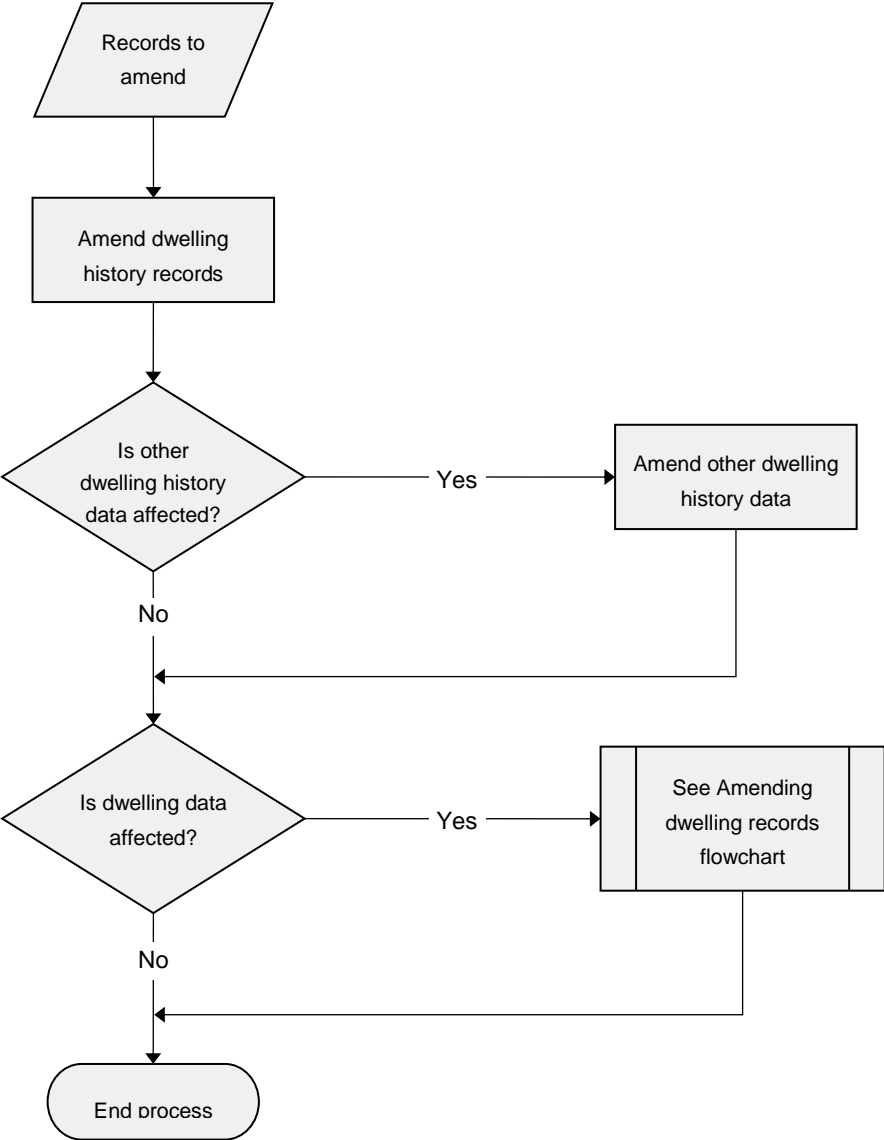 Records to
amend
Amend dwelling
history records
Is other
dwelling history
data affected?
Yes
Amend other dwelling
history data
No
Is dwelling data
affected?
Yes
See Amending
dwelling records
flowchart
No
End process